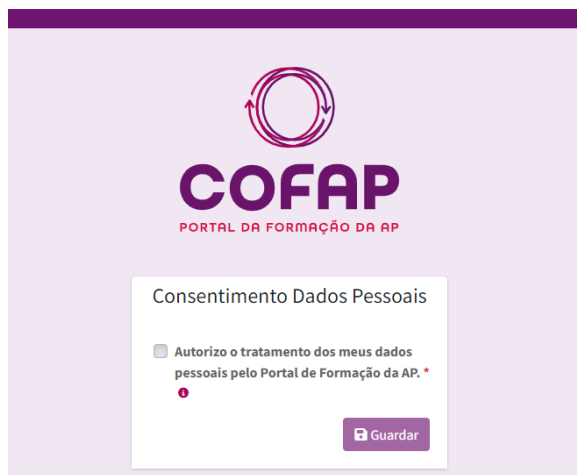 COFAP
PORTAL DA FORMAÇÃO DA AP
Consentimento Dados Pessoais
Autorizo o tratamento dos meus dados
pessoais pelo Portal de Formação da AP. *
Guardar